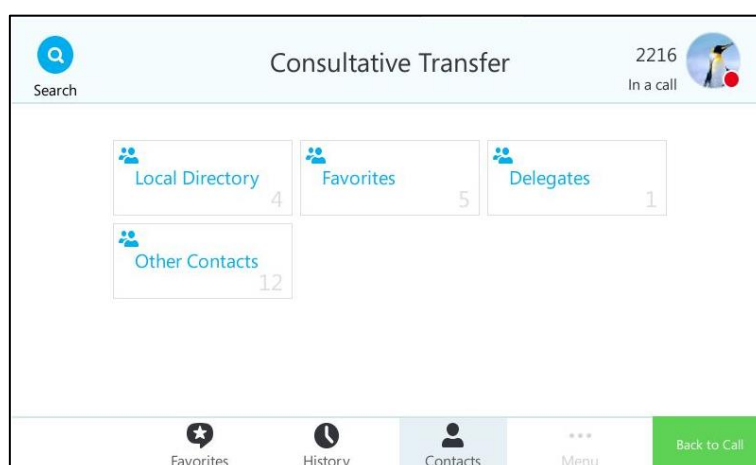 Search
Consultative Transfer
2216
In a call
Local Directory
4
Favorites
5
Delegates
1
Other Contacts
12
Favorites
History
Contacts
Menu
Back to Call